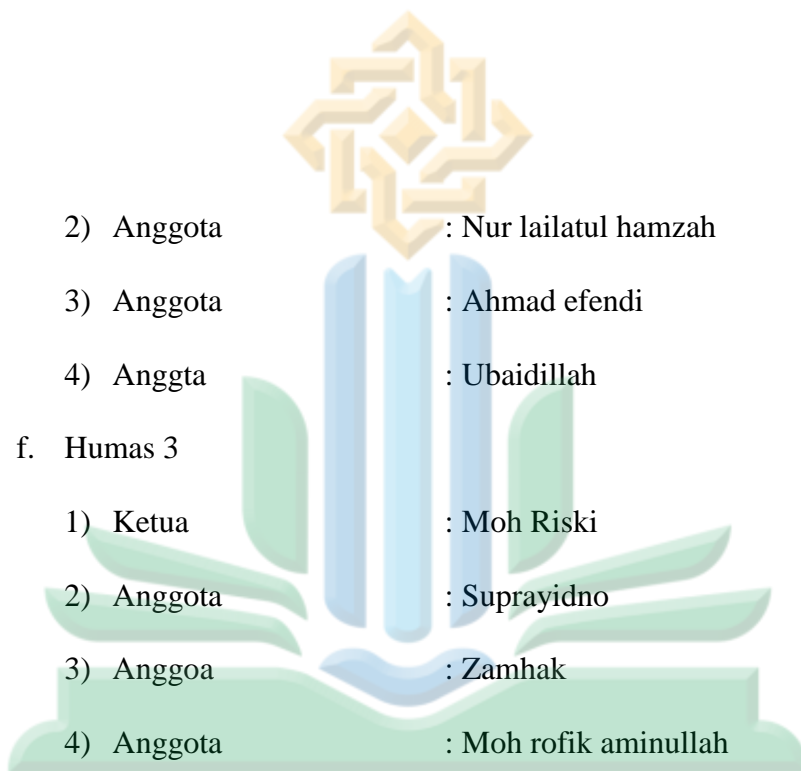 2) Anggota : Nur lailatul hamzah
3) Anggota : Ahmad efendi
4) Anggta : Ubaidillah
f. Humas 3
1) Ketua : Moh Riski
2) Anggota : Suprayidno
3) Anggoa : Zamhak
4) Anggota : Moh rofik aminullah